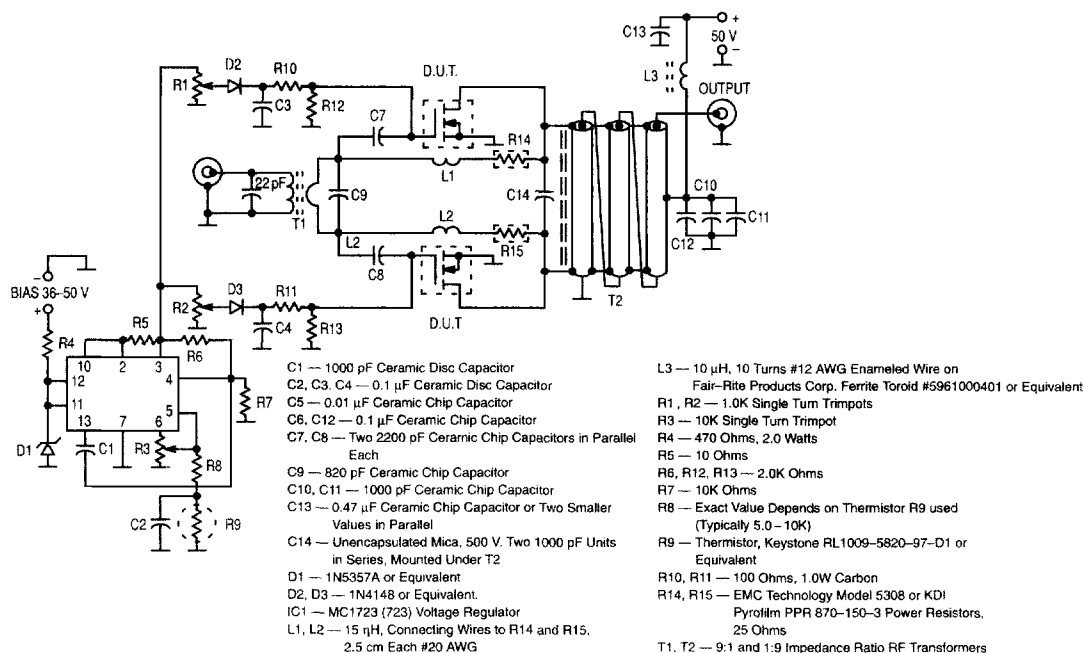 C13
+
50 V
–
D2
R10
D.U.T.
L3
R1
C3
R12
C7
OUTPUT
R14
22 pF
C9
L1
C14
C10
T1
L2
C11
L2
R15
C12
C8
–
BIAS 36–50 V
+
D3
R11
T2
R2
R5
C4
R13
D.U.T
R4
R6
10 2 3
12 4
11 5
13 7 6
R7
D1
C1
R3
R8
C2
R9
C1 — 1000 pF Ceramic Disc Capacitor
C2, C3, C4 — 0.1 µF Ceramic Disc Capacitor
C5 — 0.01 µF Ceramic Chip Capacitor
C6, C12 — 0.1 µF Ceramic Chip Capacitor
C7, C8 — Two 2200 pF Ceramic Chip Capacitors in Parallel
Each
C9 — 820 pF Ceramic Chip Capacitor
C10, C11 — 1000 pF Ceramic Chip Capacitor
C13 — 0.47 µF Ceramic Chip Capacitor or Two Smaller
Values in Parallel
C14 — Unencapsulated Mica, 500 V. Two 1000 pF Units
in Series, Mounted Under T2
D1 — 1N5357A or Equivalent
D2, D3 — 1N4148 or Equivalent.
IC1 — MC1723 (723) Voltage Regulator
L1, L2 — 15 ηH, Connecting Wires to R14 and R15,
2.5 cm Each #20 AWG
L3 — 10 µH, 10 Turns #12 AWG Enameled Wire on
Fair–Rite Products Corp. Ferrite Toroid #5961000401 or Equivalent
R1, R2 — 1.0K Single Turn Trimpots
R3 — 10K Single Turn Trimpot
R4 — 470 Ohms, 2.0 Watts
R5 — 10 Ohms
R6, R12, R13 — 2.0K Ohms
R7 — 10K Ohms
R8 — Exact Value Depends on Thermistor R9 used
(Typically 5.0 – 10K)
R9 — Thermistor, Keystone RL1009–5820–97–D1 or
Equivalent
R10, R11 — 100 Ohms, 1.0W Carbon
R14, R15 — EMC Technology Model 5308 or KDI
Pyrofilm PPR 870–150–3 Power Resistors,
25 Ohms
T1, T2 — 9:1 and 1:9 Impedance Ratio RF Transformers